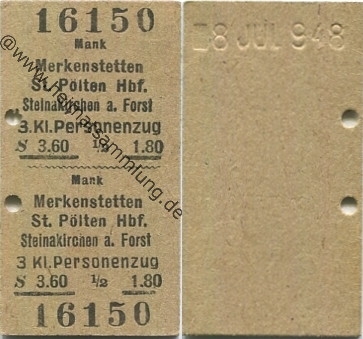 16150
Mank
Merkenstetten
St. Pölten Hbf.
Steinakirchen a. Forst
3. Kl. Personenzug
S 3.60 ½ 1.80
Mank
Merkenstetten
St. Pölten Hbf.
Steinakirchen a. Forst
3 Kl. Personenzug
S 3.60 ½ 1.80
16150
8 JUL 948
@www.heimatsammlung.de